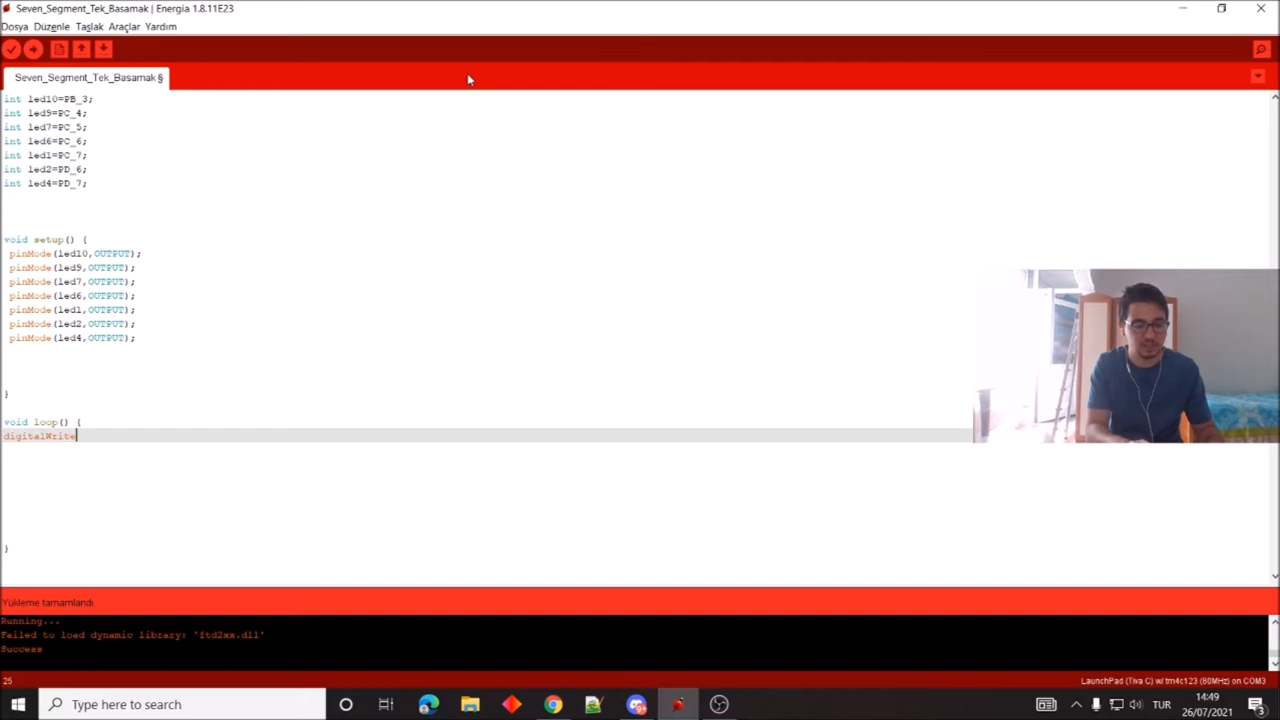 Seven_Segment_Tek_Basamak | Energia 1.8.11E23
Dosya Düzenle Taslak Araçlar Yardım
Seven_Segment_Tek_Basamak §
int led10=PB_3;
int led9=PC_4;
int led7=PC_5;
int led6=PC_6;
int led1=PC_7;
int led2=PD_6;
int led4=PD_7;
void setup() {
pinMode(led10,OUTPUT);
pinMode(led9,OUTPUT);
pinMode(led7,OUTPUT);
pinMode(led6,OUTPUT);
pinMode(led1,OUTPUT);
pinMode(led2,OUTPUT);
pinMode(led4,OUTPUT);
}
void loop() {
digitalWrite
}
Yükleme tamamlandı
Running...
Failed to load dynamic library: 'ftd2xx.dll'
Success
25
LaunchPad (Tiva C) w/ tm4c123 (80MHz) on COM3
Type here to search
TUR
14:49
26/07/2021
3